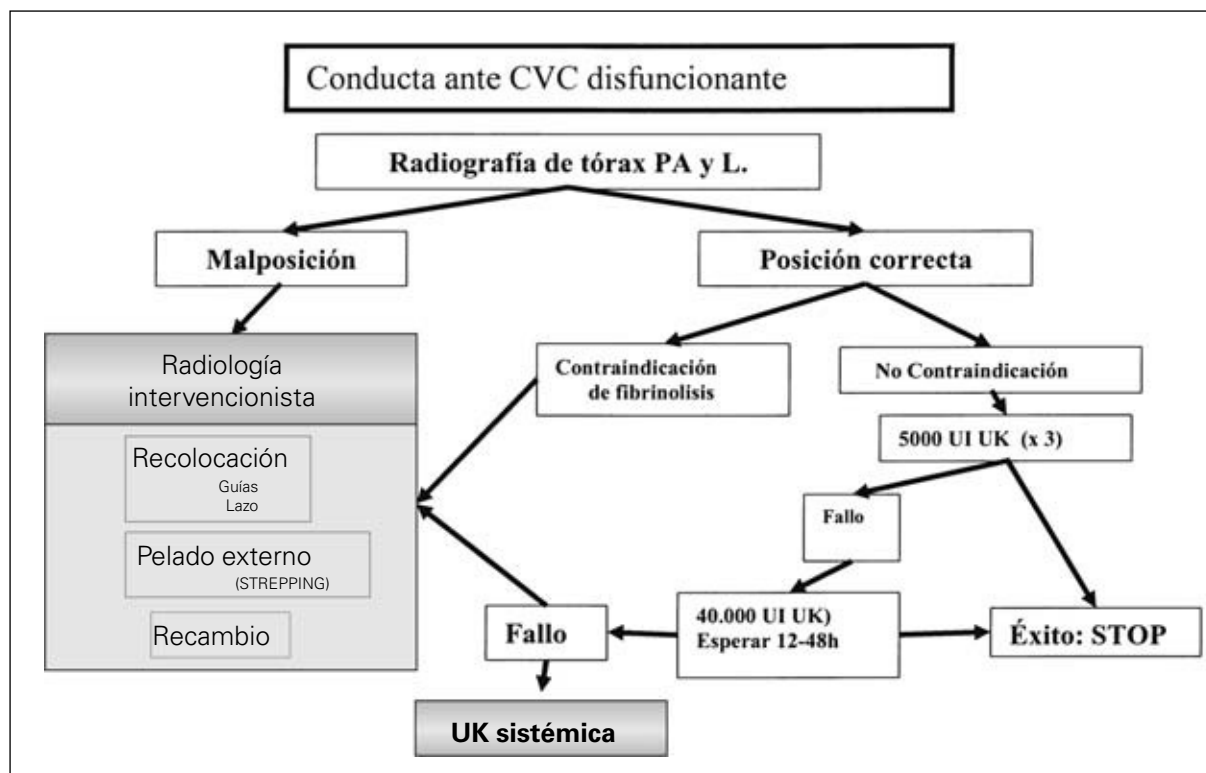 Conducta ante CVC disfuncionante
Radiografía de tórax PA y L.
Malposición
Posición correcta
Radiología
intervencionista
Recolocación
Guías
Lazo
Pelado externo
(STREPPING)
Recambio
Contraindicación
de fibrinolisis
No Contraindicación
5000 UI UK (x 3)
Fallo
40.000 UI UK)
Esperar 12-48h
Fallo
Éxito: STOP
UK sistémica